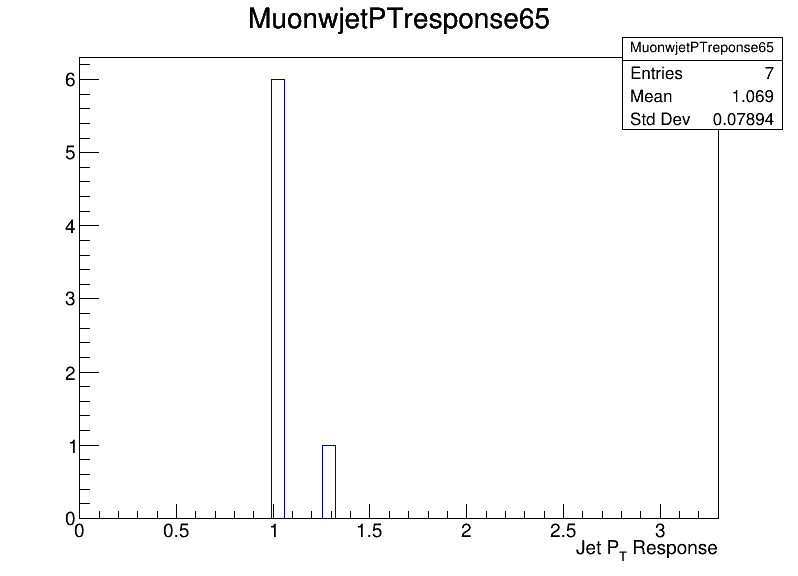 MuonwjetPTresponse65
MuonwjetPTreponse65
Entries 7
Mean 1.069
Std Dev 0.07894
6
5
4
3
2
1
0
0 0.5 1 1.5 2 2.5 3
Jet PT Response